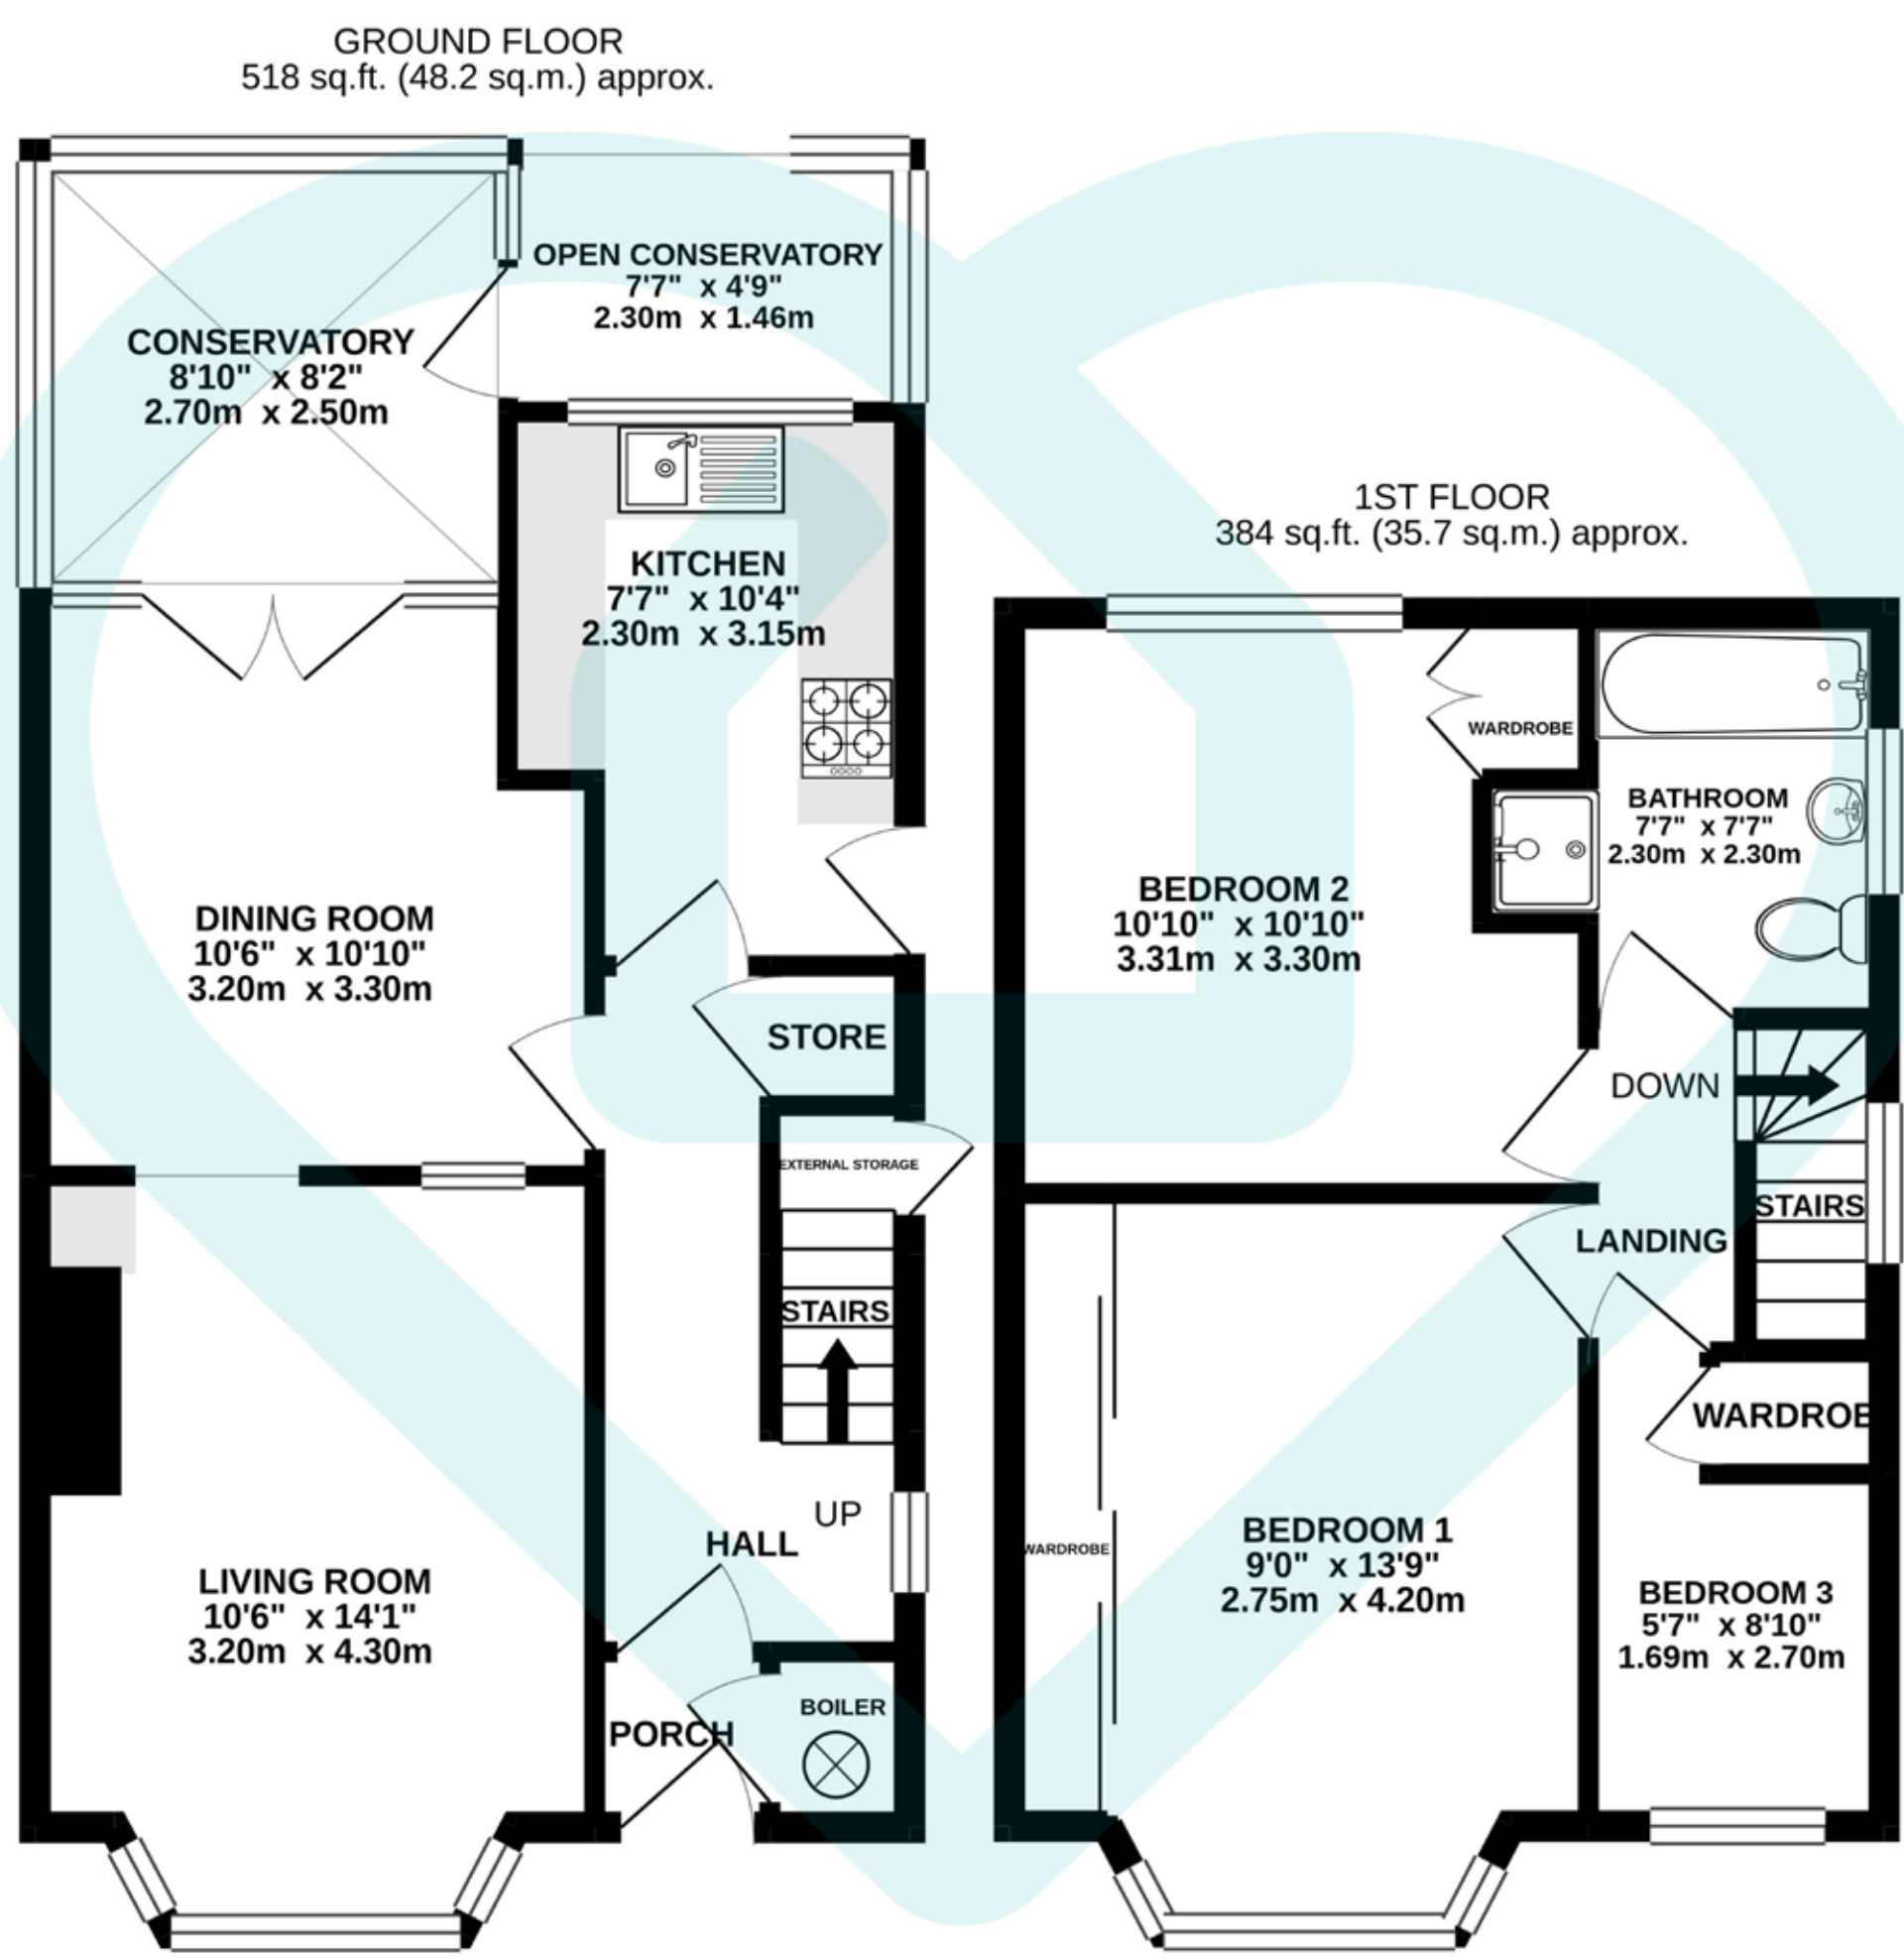 GROUND FLOOR
518 sq.ft. (48.2 sq.m.) approx.
OPEN CONSERVATORY
7'7" x 4'9"
2.30m x 1.46m
CONSERVATORY
8'10" x 8'2"
2.70m x 2.50m
KITCHEN
7'7" x 10'4"
2.30m x 3.15m
DINING ROOM
10'6" x 10'10"
3.20m x 3.30m
STORE
EXTERNAL STORAGE
STAIRS
UP
HALL
LIVING ROOM
10'6" x 14'1"
3.20m x 4.30m
BOILER
PORCH
1ST FLOOR
384 sq.ft. (35.7 sq.m.) approx.
WARDROBE
BATHROOM
7'7" x 7'7"
2.30m x 2.30m
BEDROOM 2
10'10" x 10'10"
3.31m x 3.30m
DOWN
STAIRS
LANDING
WARDROB
BEDROOM 1
9'0" x 13'9"
2.75m x 4.20m
WARDROBE
BEDROOM 3
5'7" x 8'10"
1.69m x 2.70m